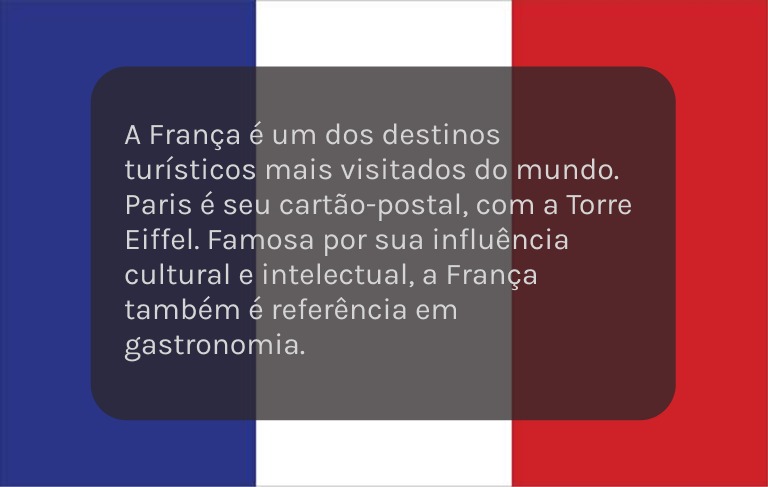 A França é um dos destinos
turísticos mais visitados do mundo.
Paris é seu cartão-postal, com a Torre
Eiffel. Famosa por sua influência
cultural e intelectual, a França
também é referência em
gastronomia.